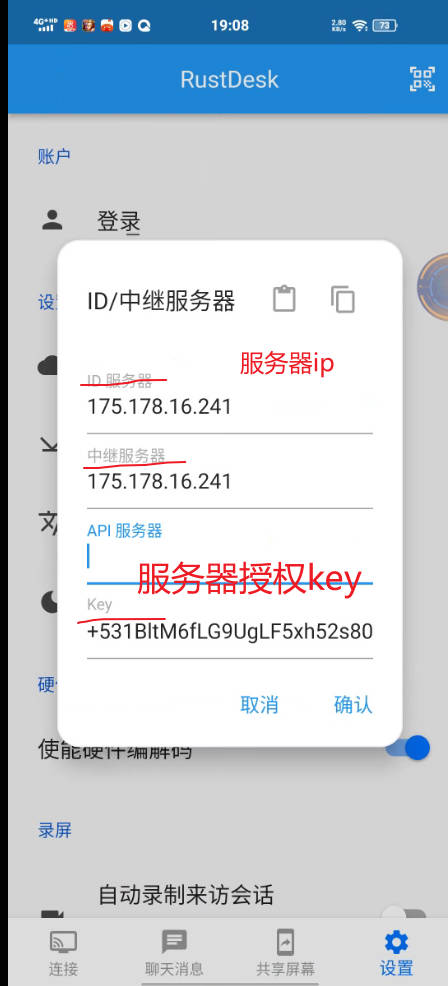 4G+HD
19:08
2.80
KB/s
73
RustDesk
账户
登录
设
ID/中继服务器
服务器ip
ID 服务器
175.178.16.241
中继服务器
175.178.16.241
API 服务器
服务器授权key
Key
+531BltM6fLG9UgLF5xh52s80
取消
确认
硬
使能硬件编解码
录屏
自动录制来访会话
连接
聊天消息
共享屏幕
设置